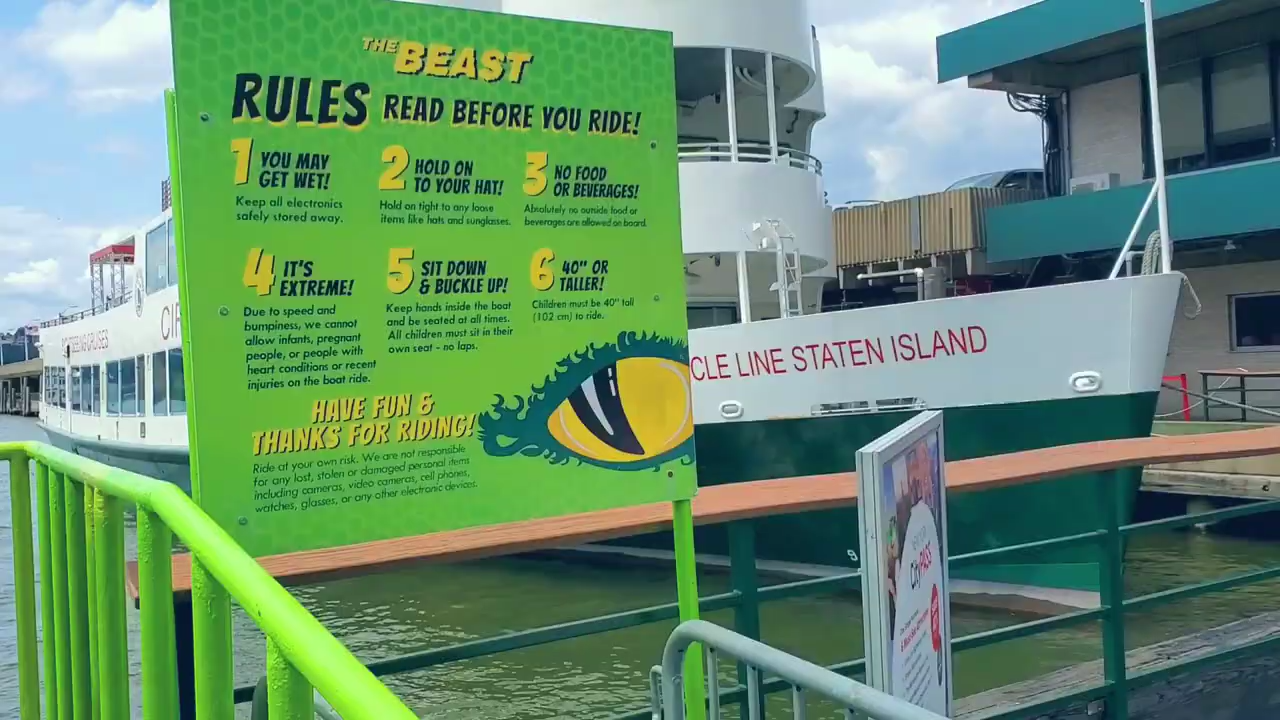 THE BEAST
RULES READ BEFORE YOU RIDE!
1 YOU MAY
GET WET!
Keep all electronics
safely stored away.
2 HOLD ON
TO YOUR HAT!
Hold on tight to any loose
items like hats and sunglasses.
3 NO FOOD
OR BEVERAGES!
Absolutely no outside food or
beverages are allowed on board.
4 IT'S
EXTREME!
Due to speed and
bumpiness, we cannot
allow infants, pregnant
people, or people with
heart conditions or recent
injuries on the boat ride.
5 SIT DOWN
& BUCKLE UP!
Keep hands inside the boat
and be seated at all times.
All children must sit in their
own seat - no laps.
6 40" OR
TALLER!
Children must be 40" tall
(102 cm) to ride.
HAVE FUN &
THANKS FOR RIDING!
Ride at your own risk. We are not responsible
for any lost, stolen or damaged personal items
including cameras, video cameras, cell phones,
watches, glasses, or any other electronic devices.
CIR
CRUISES
CLE LINE STATEN ISLAND
CityPASS